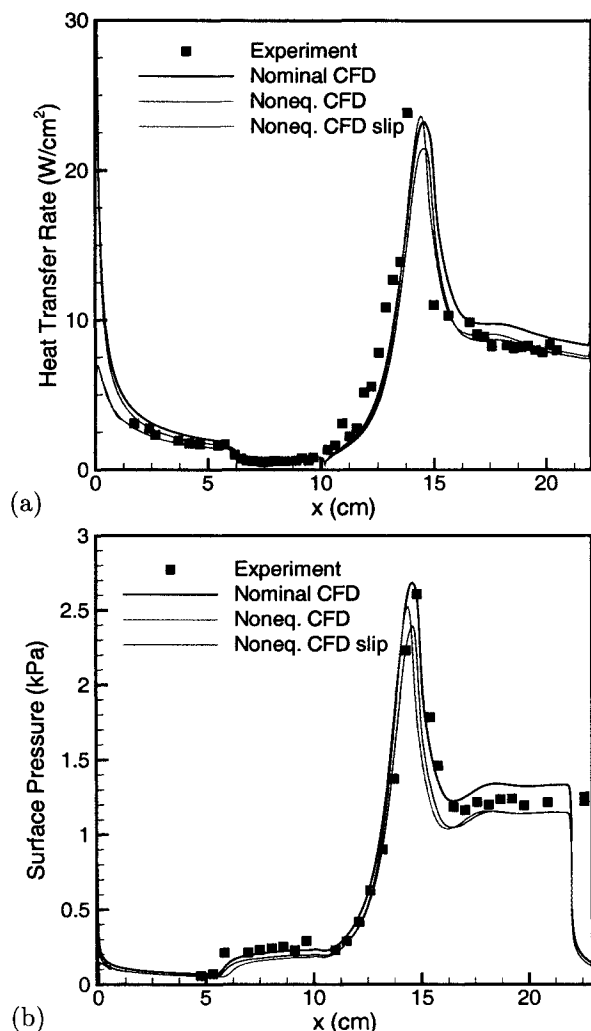 30
Experiment
Nominal CFD
Noneq. CFD
Noneq. CFD slip
20
10
0
Heat Transfer Rate (W/cm²)
0 5 10 15 20
x (cm)
(a)
3
Experiment
Nominal CFD
Noneq. CFD
Noneq. CFD slip
2.5
2
1.5
1
0.5
0
Surface Pressure (kPa)
0 5 10 15 20
x (cm)
(b)